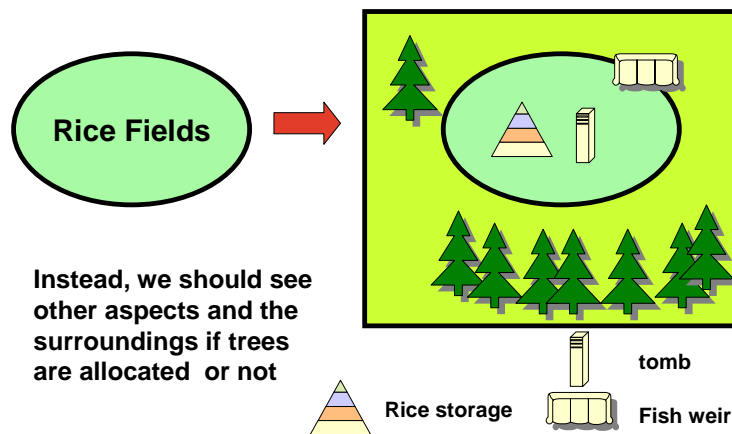 Rice Fields
Instead, we should see
other aspects and the
surroundings if trees
are allocated or not
tomb
Rice storage
Fish weir